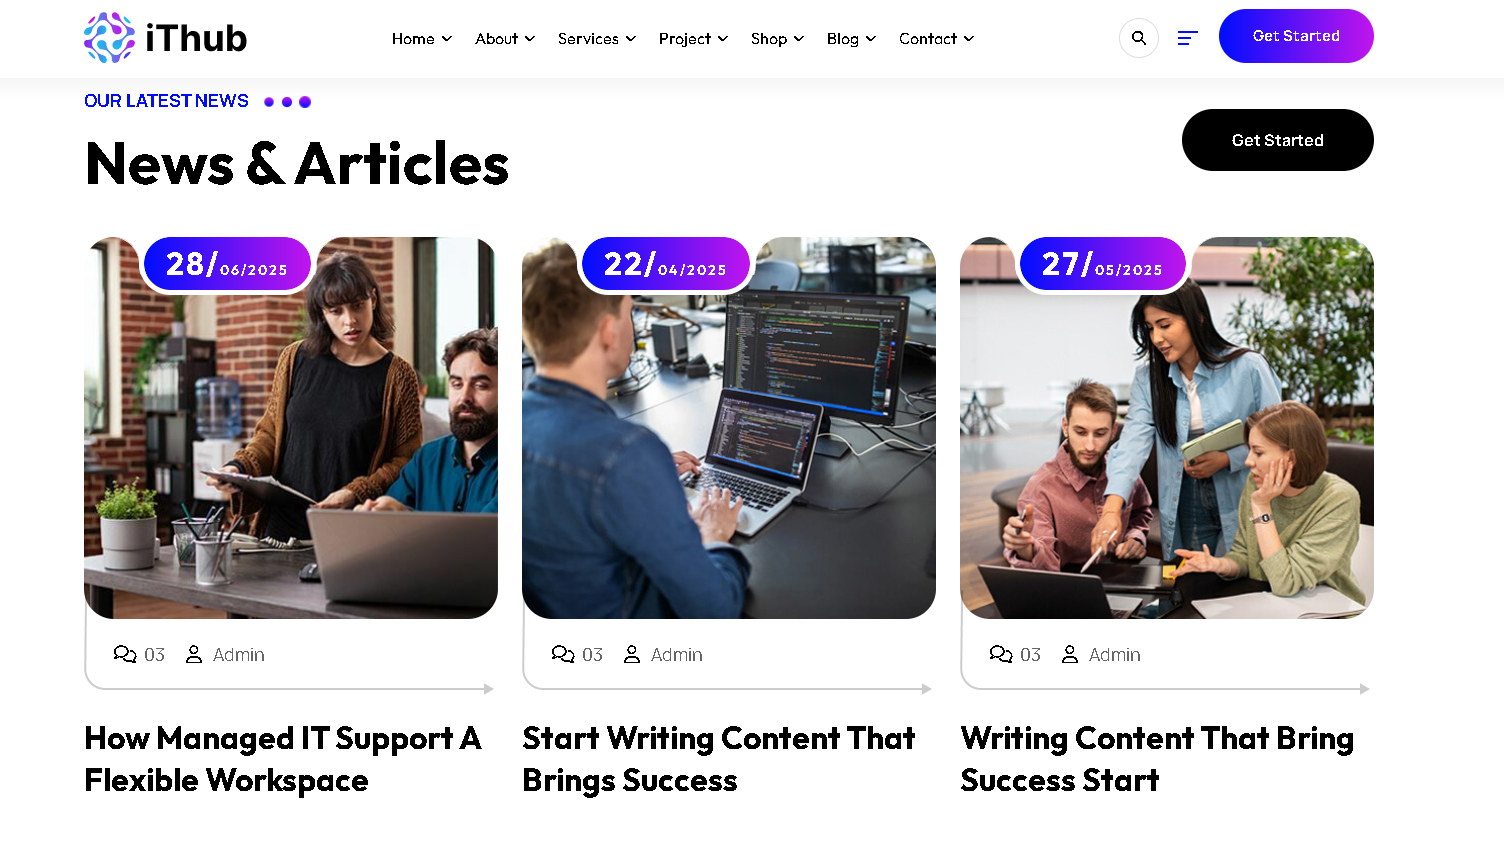 iThub
Home About Services Project Shop Blog Contact
Get Started
OUR LATEST NEWS
News & Articles
Get Started
28/06/2025
22/04/2025
27/05/2025
03 Admin
03 Admin
03 Admin
How Managed IT Support A
Flexible Workspace
Start Writing Content That
Brings Success
Writing Content That Bring
Success Start